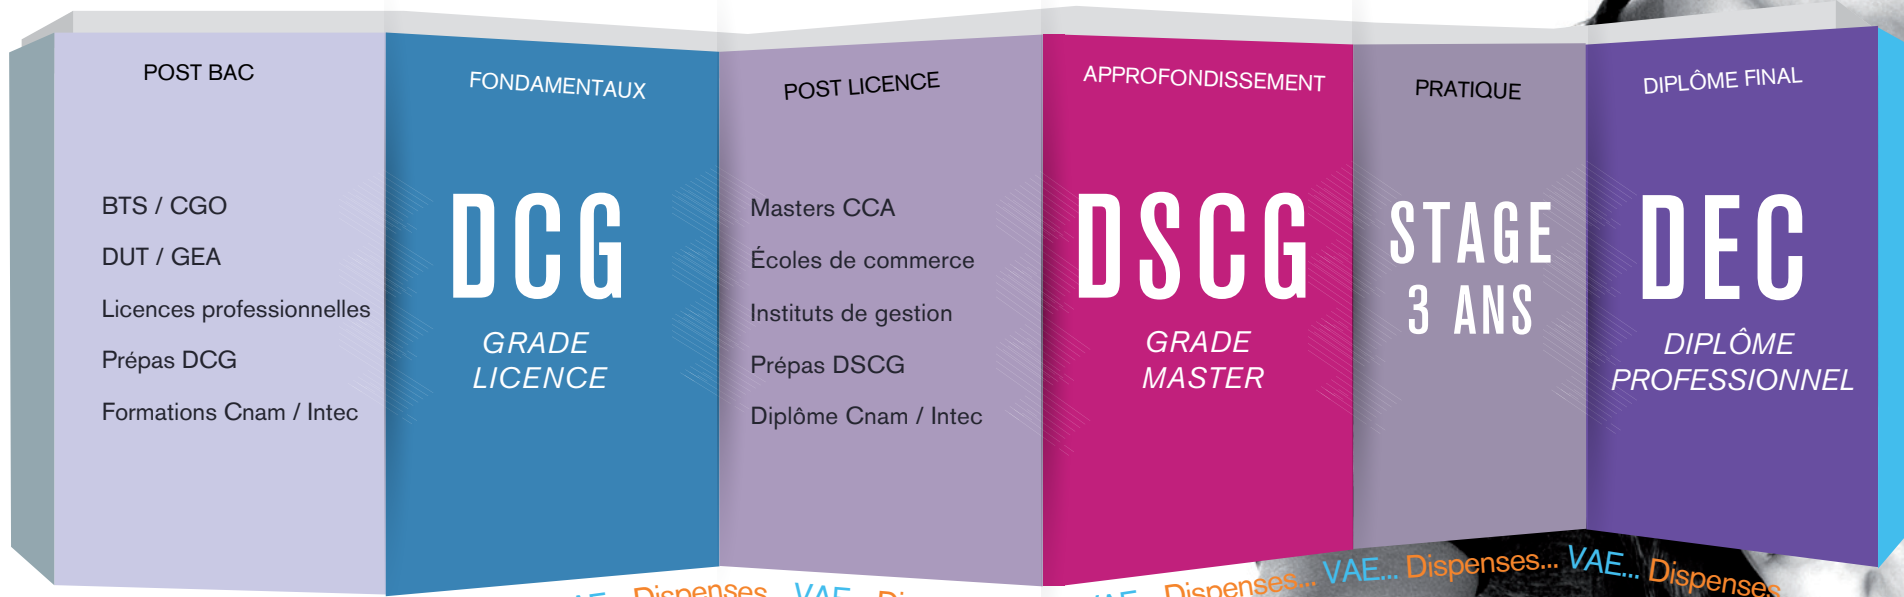 POST BAC
BTS / CGO
DUT / GEA
Licences professionnelles
Prépas DCG
Formations Cnam / Intec
FONDAMENTAUX
DCG
GRADE
LICENCE
POST LICENCE
Masters CCA
Écoles de commerce
Instituts de gestion
Prépas DSCG
Diplôme Cnam / Intec
APPROFONDISSEMENT
DSCG
GRADE
MASTER
PRATIQUE
STAGE
3 ANS
DIPLÔME FINAL
DEC
DIPLÔME
PROFESSIONNEL
Dispenses... VAE... Dispenses... VAE... Dispenses